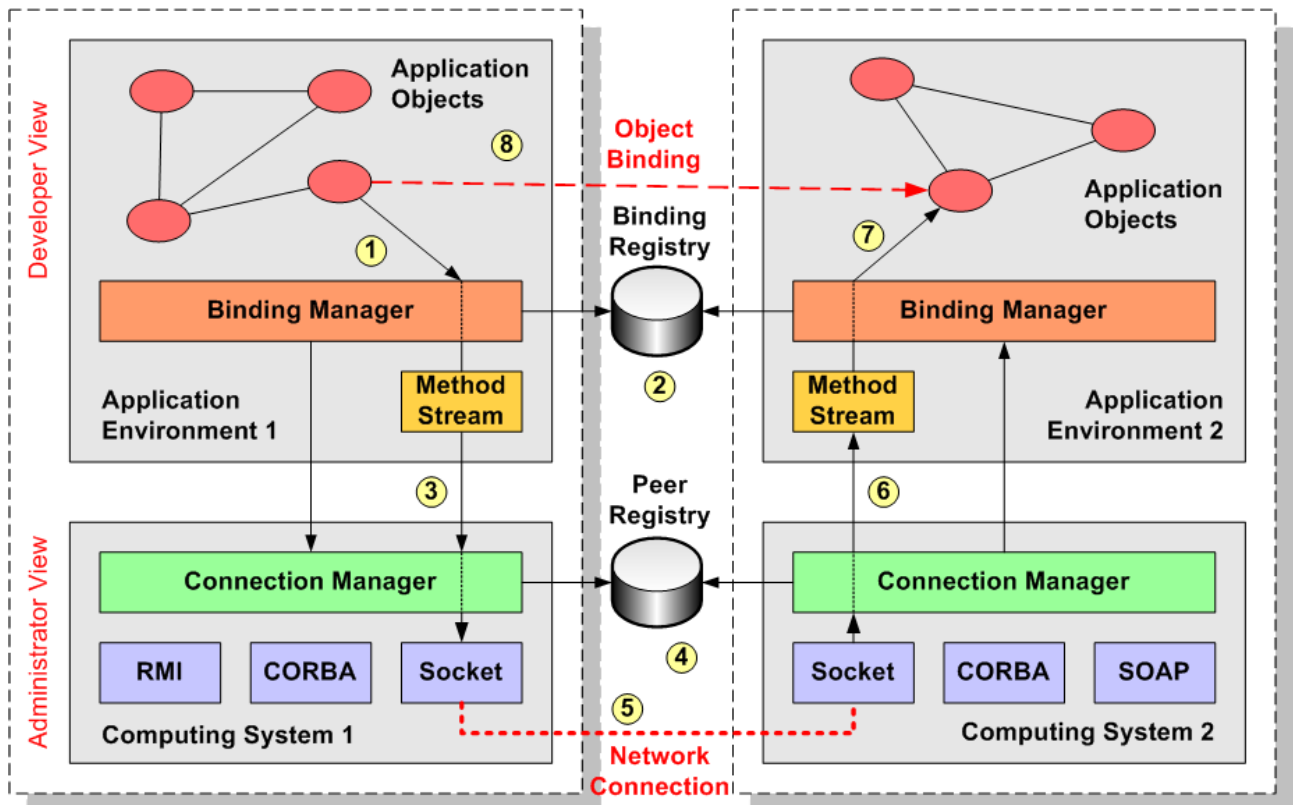 Developer View
Application
Objects
8
1
Binding Manager
Method
Stream
Application
Environment 1
3
Administrator View
Connection Manager
RMI
CORBA
Socket
Computing System 1
Object
Binding
Binding
Registry
2
Peer
Registry
4
5
Network
Connection
Application
Objects
7
Binding Manager
Method
Stream
Application
Environment 2
6
Connection Manager
Socket
CORBA
SOAP
Computing System 2